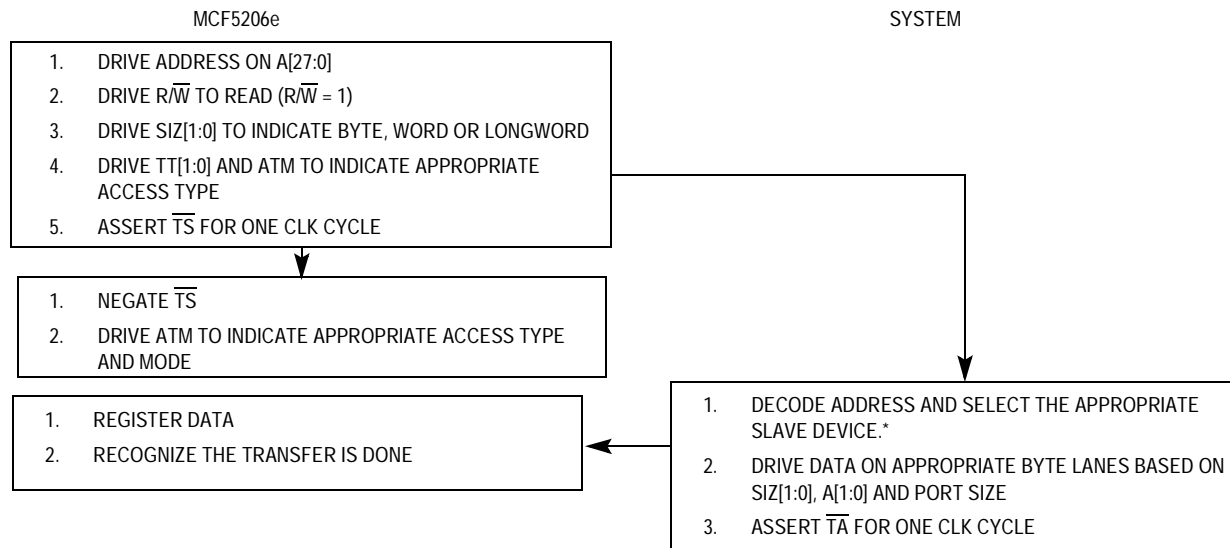 MCF5206e
SYSTEM
1. DRIVE ADDRESS ON A[27:0]
2. DRIVE R/W̅ TO READ (R/W̅ = 1)
3. DRIVE SIZ[1:0] TO INDICATE BYTE, WORD OR LONGWORD
4. DRIVE TT[1:0] AND ATM TO INDICATE APPROPRIATE
ACCESS TYPE
5. ASSERT T̅S̅ FOR ONE CLK CYCLE
1. NEGATE T̅S̅
2. DRIVE ATM TO INDICATE APPROPRIATE ACCESS TYPE
AND MODE
1. REGISTER DATA
2. RECOGNIZE THE TRANSFER IS DONE
1. DECODE ADDRESS AND SELECT THE APPROPRIATE
SLAVE DEVICE.*
2. DRIVE DATA ON APPROPRIATE BYTE LANES BASED ON
SIZ[1:0], A[1:0] AND PORT SIZE
3. ASSERT T̅A̅ FOR ONE CLK CYCLE